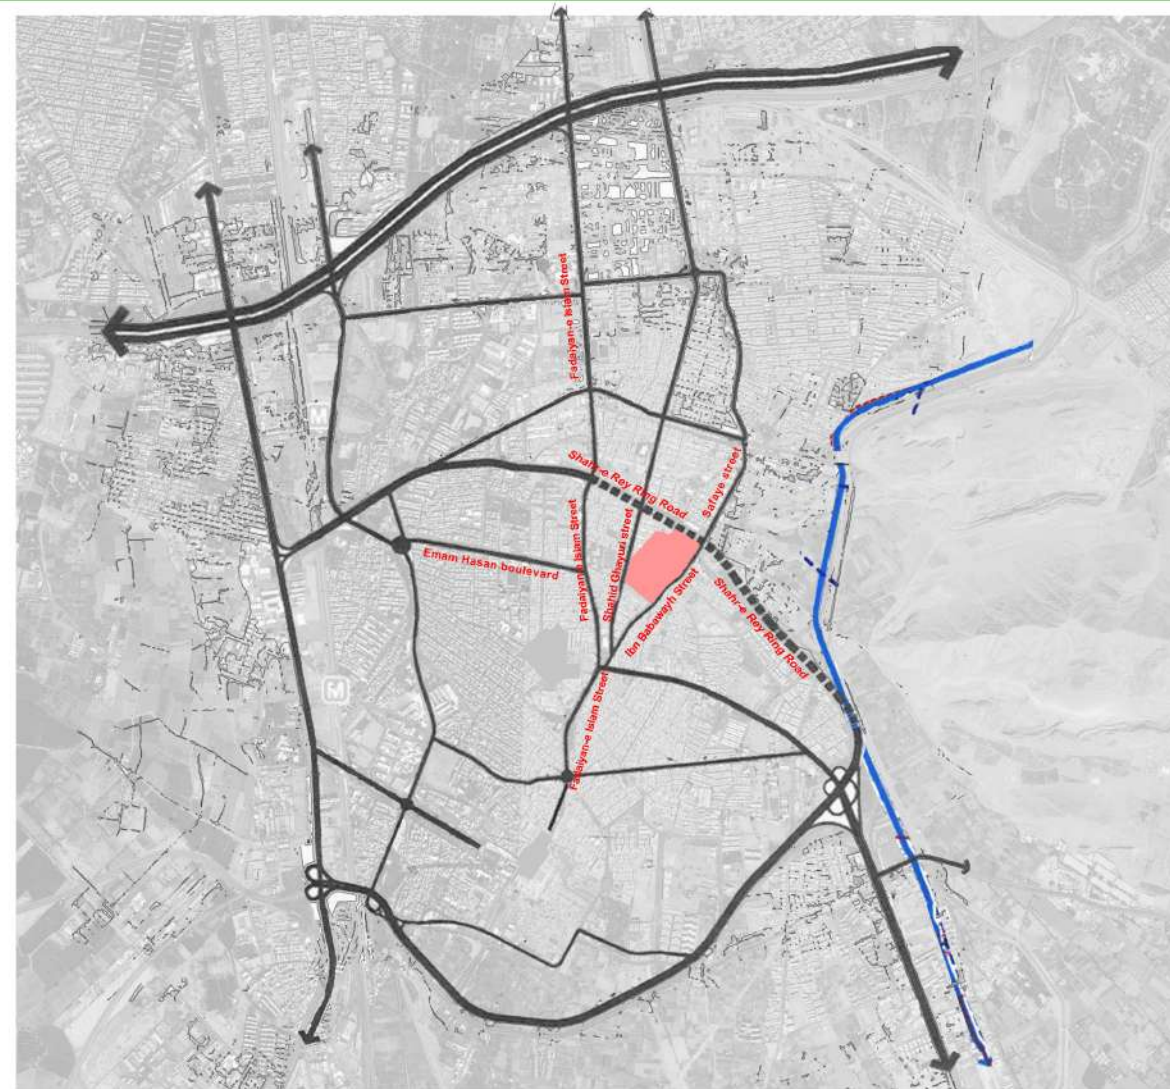 Fadaiyan-e Islam Street
Safaye street
Shahr-e Rey Ring Road
Fadaiyan-e Islam Street
Shahid Ghayuri street
Emam Hasan boulevard
Ibn Babawayh Street
Shahr-e Rey Ring Road
Fadaiyan-e Islam Street
M
M